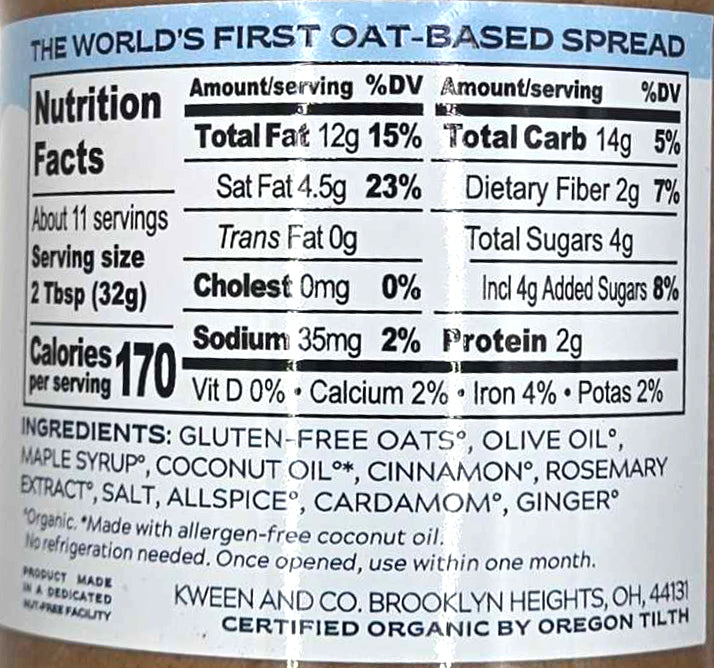 THE WORLD'S FIRST OAT-BASED SPREAD
Nutrition
Facts
About 11 servings
Serving size
2 Tbsp (32g)
Calories 170
per serving
Amount/serving %DV
Total Fat 12g 15%
Sat Fat 4.5g 23%
Trans Fat 0g
Cholest 0mg 0%
Sodium 35mg 2%
Amount/serving %DV
Total Carb 14g 5%
Dietary Fiber 2g 7%
Total Sugars 4g
Incl 4g Added Sugars 8%
Protein 2g
Vit D 0% • Calcium 2% • Iron 4% • Potas 2%
INGREDIENTS: GLUTEN-FREE OATS°, OLIVE OIL°,
MAPLE SYRUP°, COCONUT OIL°*, CINNAMON°, ROSEMARY
EXTRACT°, SALT, ALLSPICE°, CARDAMOM°, GINGER°
°Organic. *Made with allergen-free coconut oil.
No refrigeration needed. Once opened, use within one month.
PRODUCT MADE
IN A DEDICATED
NUT-FREE FACILITY
KWEEN AND CO. BROOKLYN HEIGHTS, OH, 44131
CERTIFIED ORGANIC BY OREGON TILTH